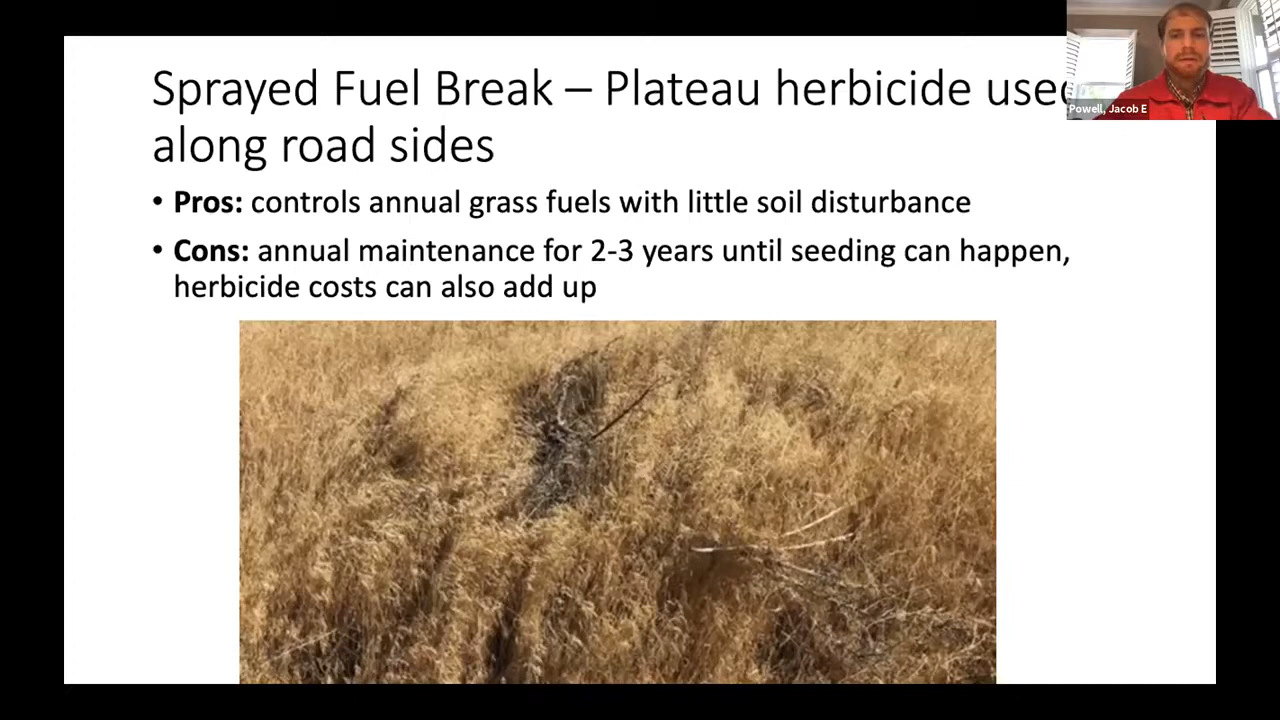 Sprayed Fuel Break – Plateau herbicide used
along road sides
• Pros: controls annual grass fuels with little soil disturbance
• Cons: annual maintenance for 2-3 years until seeding can happen,
herbicide costs can also add up
Powell, Jacob E